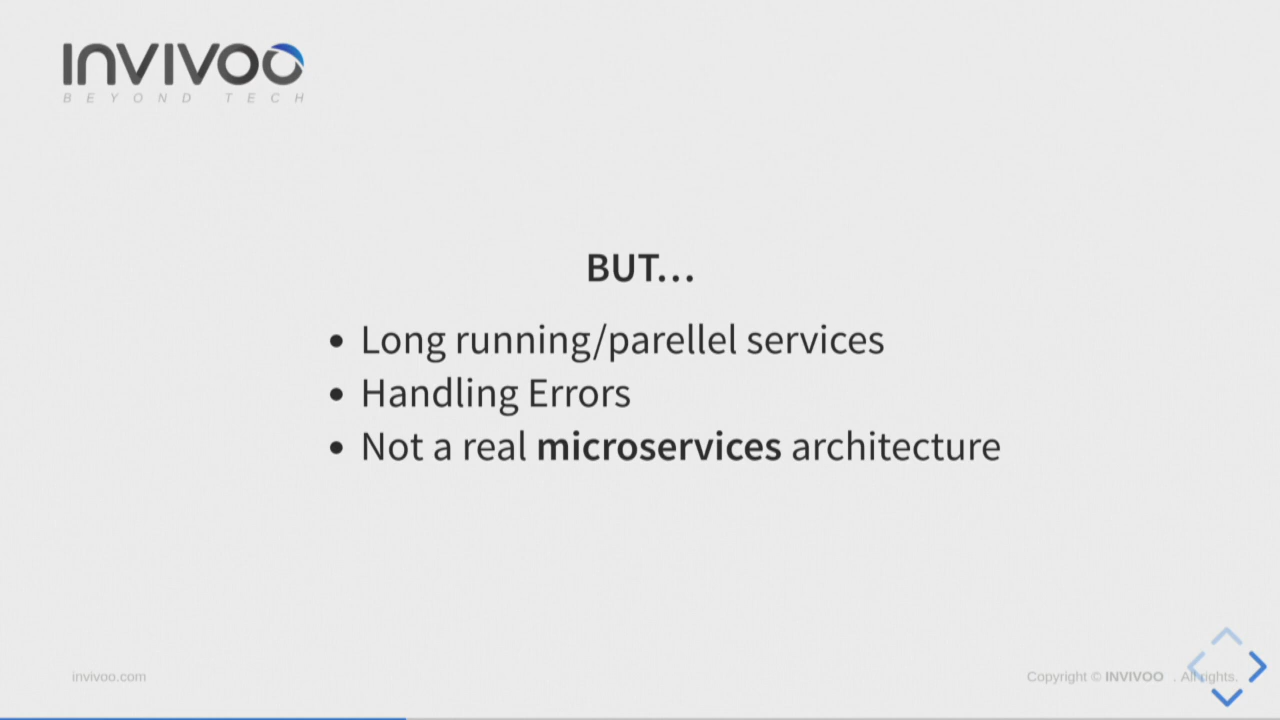 INVIVOO
BEYOND TECH
BUT...
• Long running/parellel services
• Handling Errors
• Not a real microservices architecture
invivoo.com
Copyright © INVIVOO . All rights.